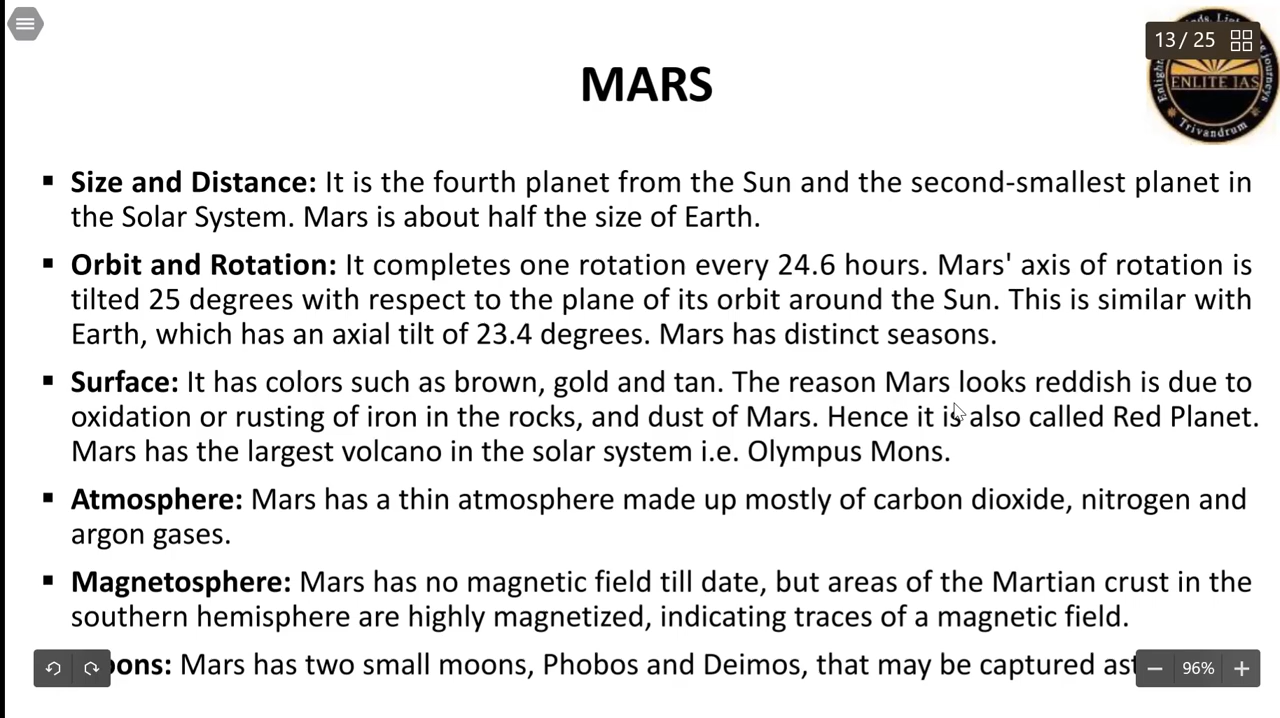 13 / 25
ENLITE IAS
Trivandrum
MARS
▪ Size and Distance: It is the fourth planet from the Sun and the second-smallest planet in
the Solar System. Mars is about half the size of Earth.
▪ Orbit and Rotation: It completes one rotation every 24.6 hours. Mars' axis of rotation is
tilted 25 degrees with respect to the plane of its orbit around the Sun. This is similar with
Earth, which has an axial tilt of 23.4 degrees. Mars has distinct seasons.
▪ Surface: It has colors such as brown, gold and tan. The reason Mars looks reddish is due to
oxidation or rusting of iron in the rocks, and dust of Mars. Hence it is also called Red Planet.
Mars has the largest volcano in the solar system i.e. Olympus Mons.
▪ Atmosphere: Mars has a thin atmosphere made up mostly of carbon dioxide, nitrogen and
argon gases.
▪ Magnetosphere: Mars has no magnetic field till date, but areas of the Martian crust in the
southern hemisphere are highly magnetized, indicating traces of a magnetic field.
oons: Mars has two small moons, Phobos and Deimos, that may be captured ast
96%